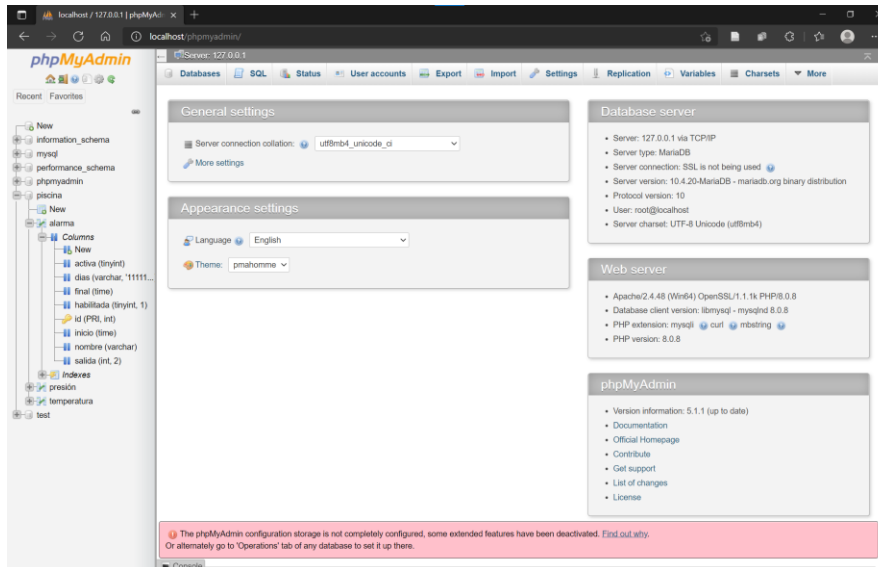 localhost / 127.0.0.1 | phpMyAd
localhost/phpmyadmin/
phpMyAdmin
Recent Favorites
New
information_schema
mysql
performance_schema
phpmyadmin
piscina
New
alarma
Columns
New
activa (tinyint)
dias (varchar, '11111...
final (time)
habilitada (tinyint, 1)
id (PRI, int)
inicio (time)
nombre (varchar)
salida (int, 2)
Indexes
presión
temperatura
test
Server: 127.0.0.1
Databases SQL Status User accounts Export Import Settings Replication Variables Charsets More
General settings
Server connection collation: utf8mb4_unicode_ci
More settings
Appearance settings
Language English
Theme: pmahomme
Database server
• Server: 127.0.0.1 via TCP/IP
• Server type: MariaDB
• Server connection: SSL is not being used
• Server version: 10.4.20-MariaDB - mariadb.org binary distribution
• Protocol version: 10
• User: root@localhost
• Server charset: UTF-8 Unicode (utf8mb4)
Web server
• Apache/2.4.48 (Win64) OpenSSL/1.1.1k PHP/8.0.8
• Database client version: libmysql - mysqlnd 8.0.8
• PHP extension: mysqli curl mbstring
• PHP version: 8.0.8
phpMyAdmin
• Version information: 5.1.1 (up to date)
• Documentation
• Official Homepage
• Contribute
• Get support
• List of changes
• License
The phpMyAdmin configuration storage is not completely configured, some extended features have been deactivated. Find out why.
Or alternately go to 'Operations' tab of any database to set it up there.
Console